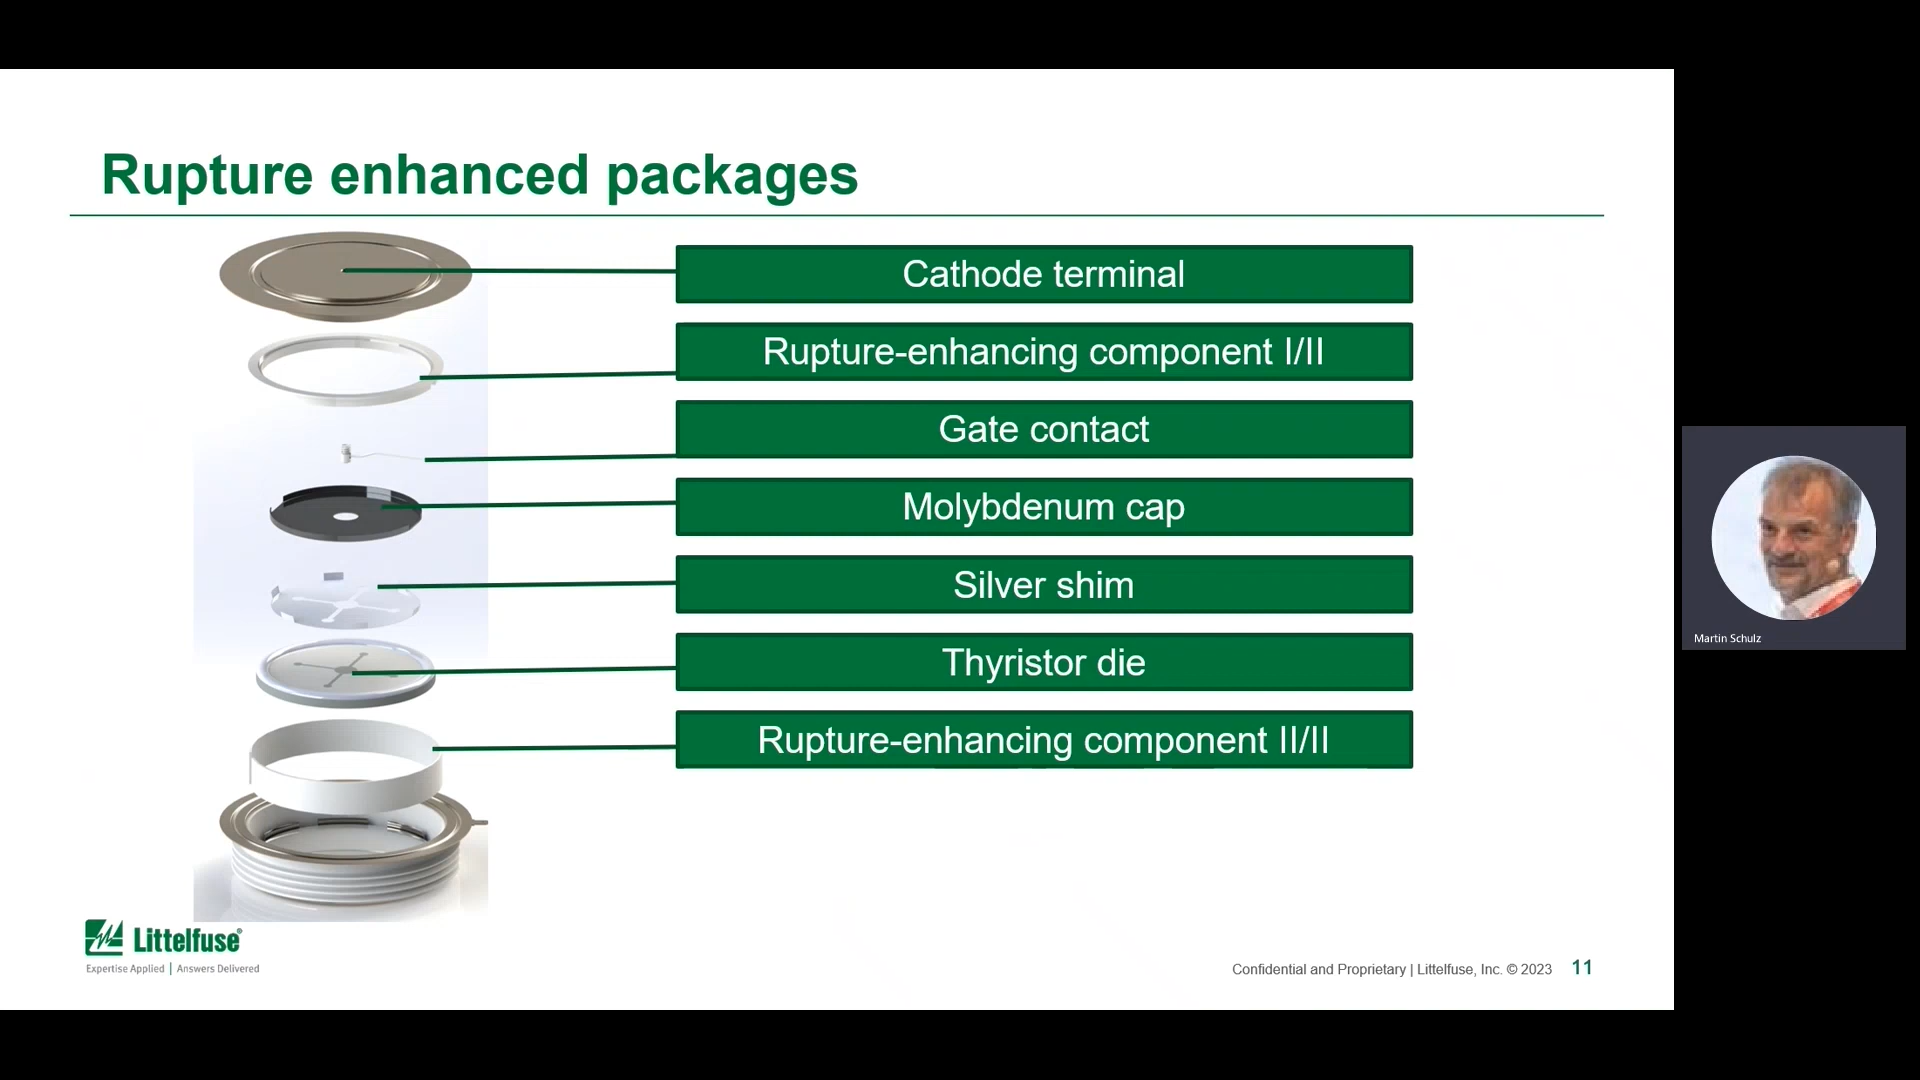 Rupture enhanced packages
Cathode terminal
Rupture-enhancing component I/II
Gate contact
Molybdenum cap
Silver shim
Thyristor die
Rupture-enhancing component II/II
Martin Schulz
Littelfuse®
Expertise Applied | Answers Delivered
Confidential and Proprietary | Littelfuse, Inc. © 2023 11